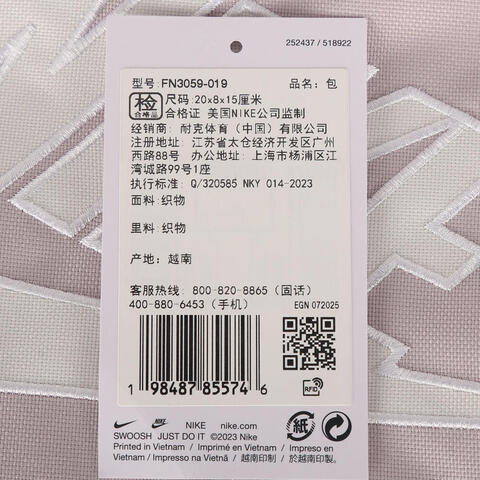 252437 / 518922
型号: FN3059-019 品名: 包
检 合格品 尺码: 20x8x15厘米
合格证 美国NIKE公司监制
经销商: 耐克体育（中国）有限公司
注册地址: 江苏省太仓经济开发区广州
西路88号 办公地址: 上海市杨浦区江
湾城路99号1座
执行标准: Q/320585 NKY 014-2023
面料: 织物
里料: 织物
产地: 越南
客服热线: 800-820-8865（固话）
400-880-6453（手机） EGN 072025
1 98487 85574 6
RFID
NIKE nike.com
SWOOSH JUST DO IT ©2023 Nike
Printed in Vietnam / Imprimé en Vietnam /
Impreso en Vietnam / Impresso na Vietnã /
越南印制 / 於越南印製 /
紙